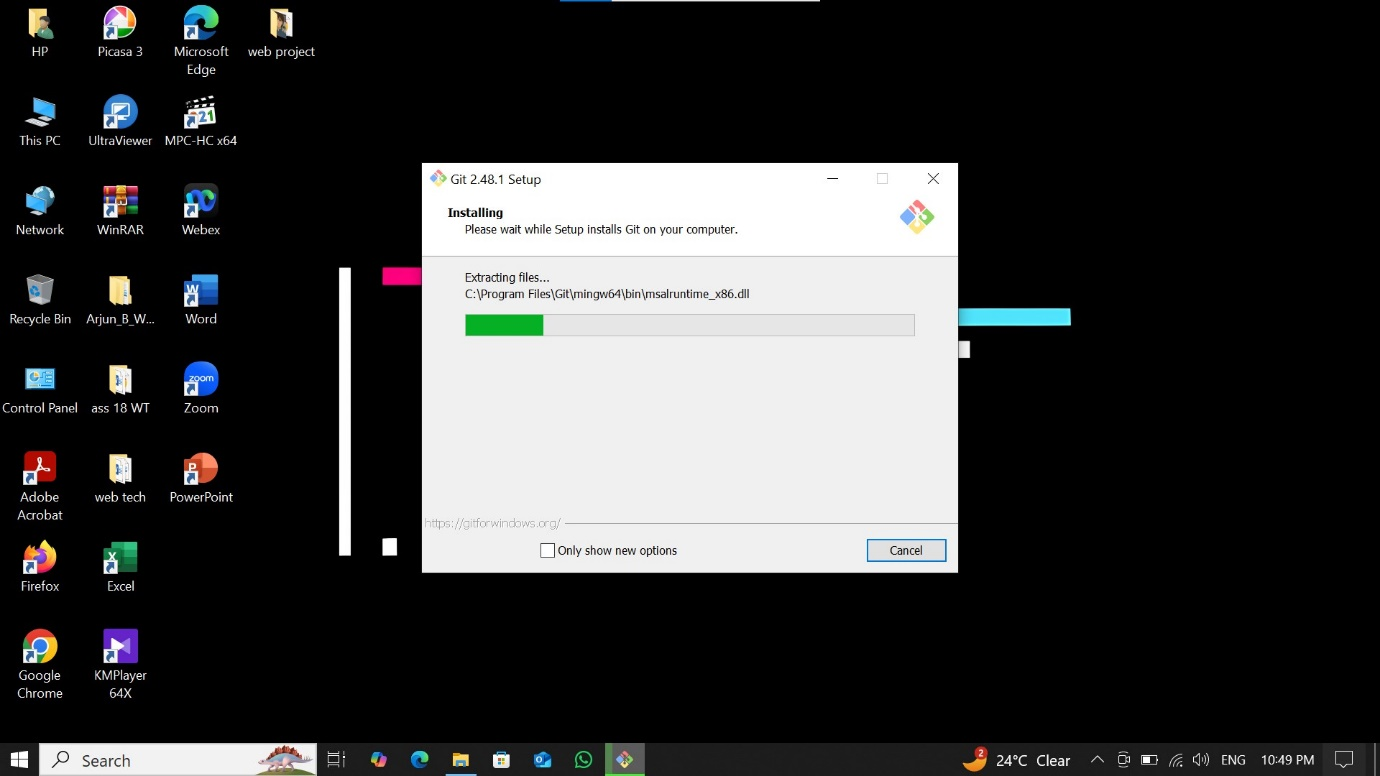 HP
Picasa 3
Microsoft
Edge
web project
This PC
UltraViewer
MPC-HC x64
321
Network
WinRAR
Webex
Recycle Bin
Arjun_B_W...
Word
W
Control Panel
ass 18 WT
Zoom
zoom
Adobe
Acrobat
web tech
PowerPoint
P
Firefox
Excel
X
Google
Chrome
KMPlayer
64X
Git 2.48.1 Setup
Installing
Please wait while Setup installs Git on your computer.
Extracting files...
C:\Program Files\Git\mingw64\bin\msalruntime_x86.dll
https://gitforwindows.org/
Only show new options
Cancel
Search
2
24°C Clear
ENG
10:49 PM